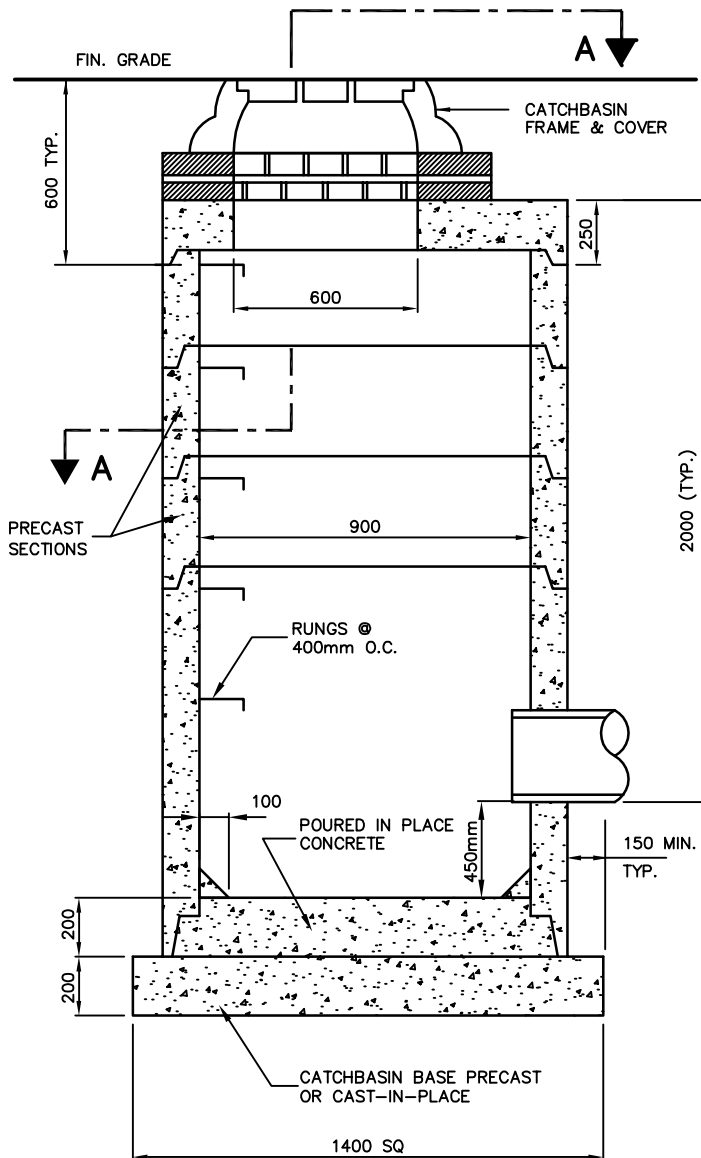 A
FIN. GRADE
CATCHBASIN
FRAME & COVER
600 TYP.
250
600
A
PRECAST
SECTIONS
900
2000 (TYP.)
RUNGS @
400mm O.C.
100
POURED IN PLACE
CONCRETE
450mm
150 MIN.
TYP.
200
200
CATCHBASIN BASE PRECAST
OR CAST-IN-PLACE
1400 SQ